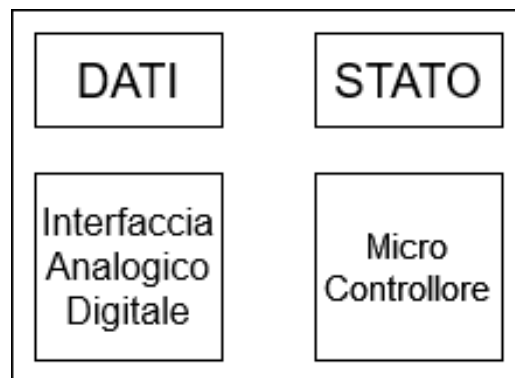 DATI
STATO
Interfaccia
Analogico
Digitale
Micro
Controllore